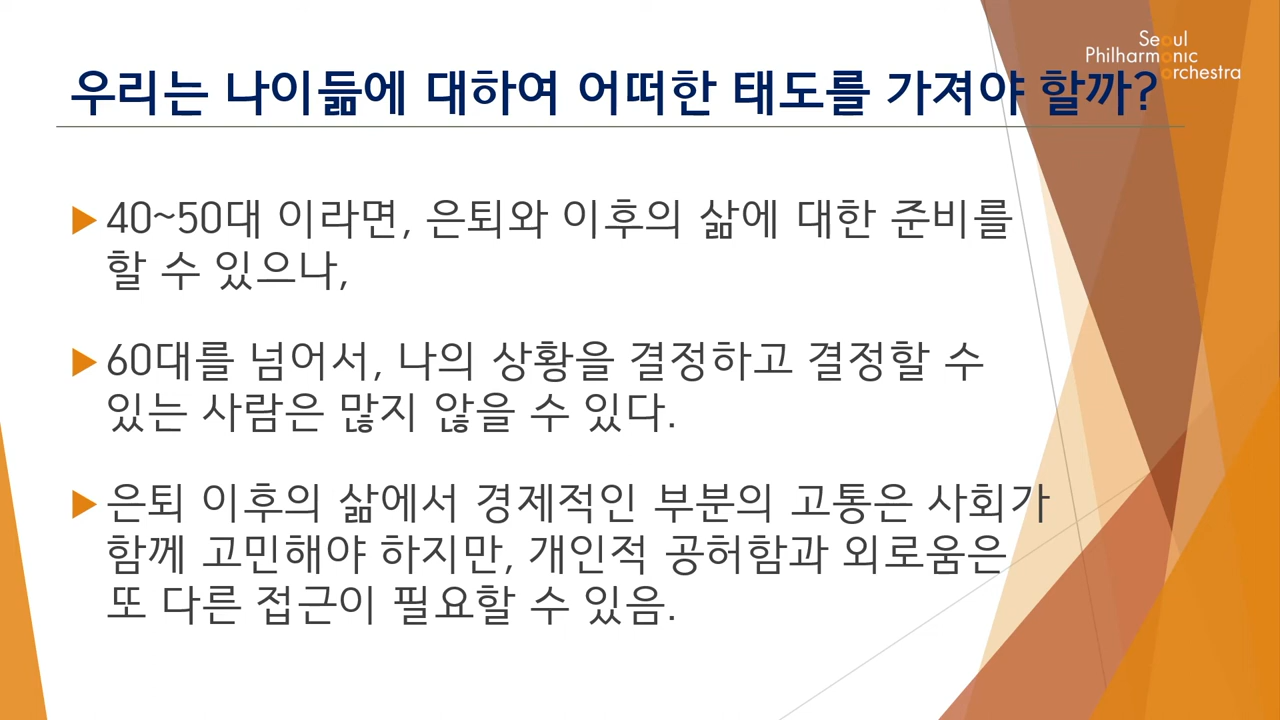 Seoul
Philharmonic
orchestra
우리는 나이듦에 대하여 어떠한 태도를 가져야 할까?
40~50대 이라면, 은퇴와 이후의 삶에 대한 준비를
할 수 있으나,
60대를 넘어서, 나의 상황을 결정하고 결정할 수
있는 사람은 많지 않을 수 있다.
은퇴 이후의 삶에서 경제적인 부분의 고통은 사회가
함께 고민해야 하지만, 개인적 공허함과 외로움은
또 다른 접근이 필요할 수 있음.